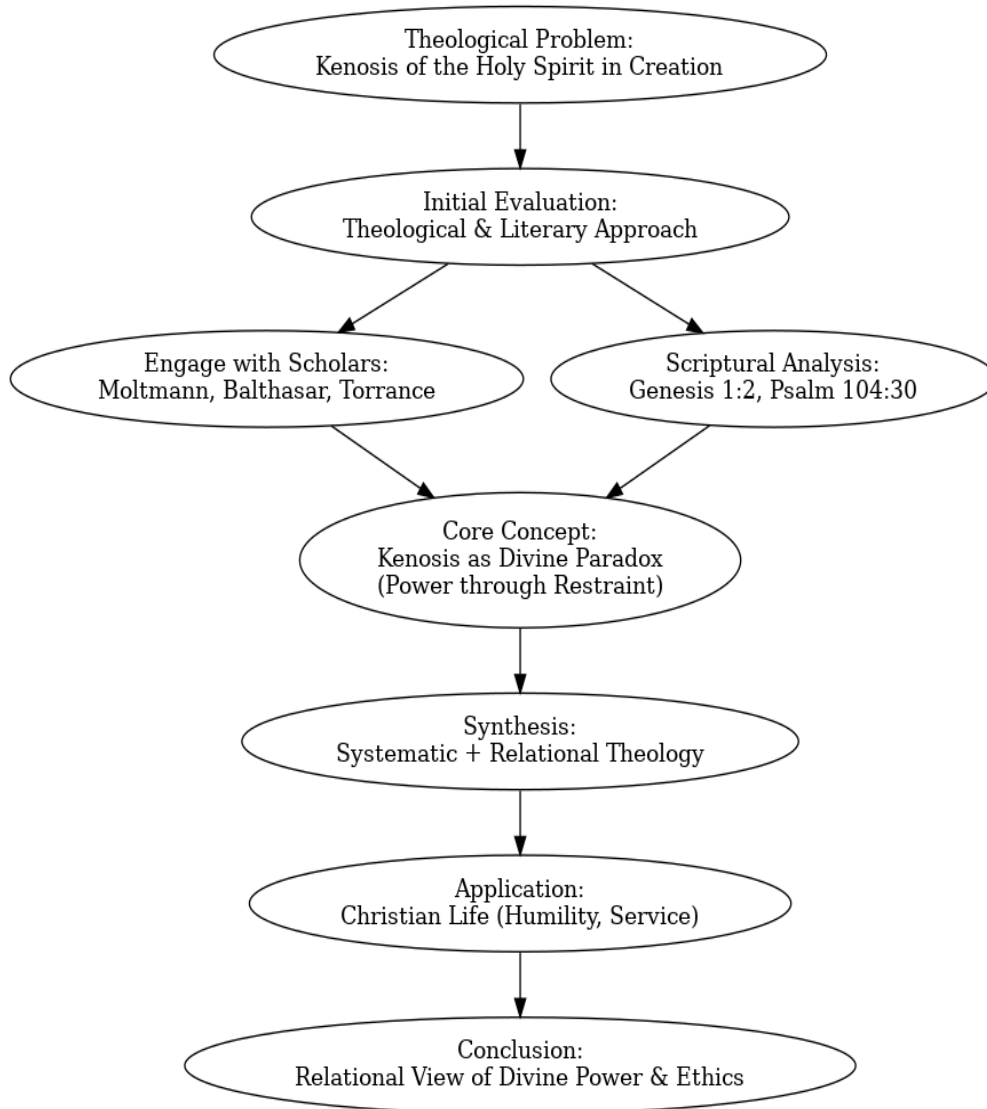 Theological Problem:
Kenosis of the Holy Spirit in Creation
Initial Evaluation:
Theological & Literary Approach
Engage with Scholars:
Moltmann, Balthasar, Torrance
Scriptural Analysis:
Genesis 1:2, Psalm 104:30
Core Concept:
Kenosis as Divine Paradox
(Power through Restraint)
Synthesis:
Systematic + Relational Theology
Application:
Christian Life (Humility, Service)
Conclusion:
Relational View of Divine Power & Ethics